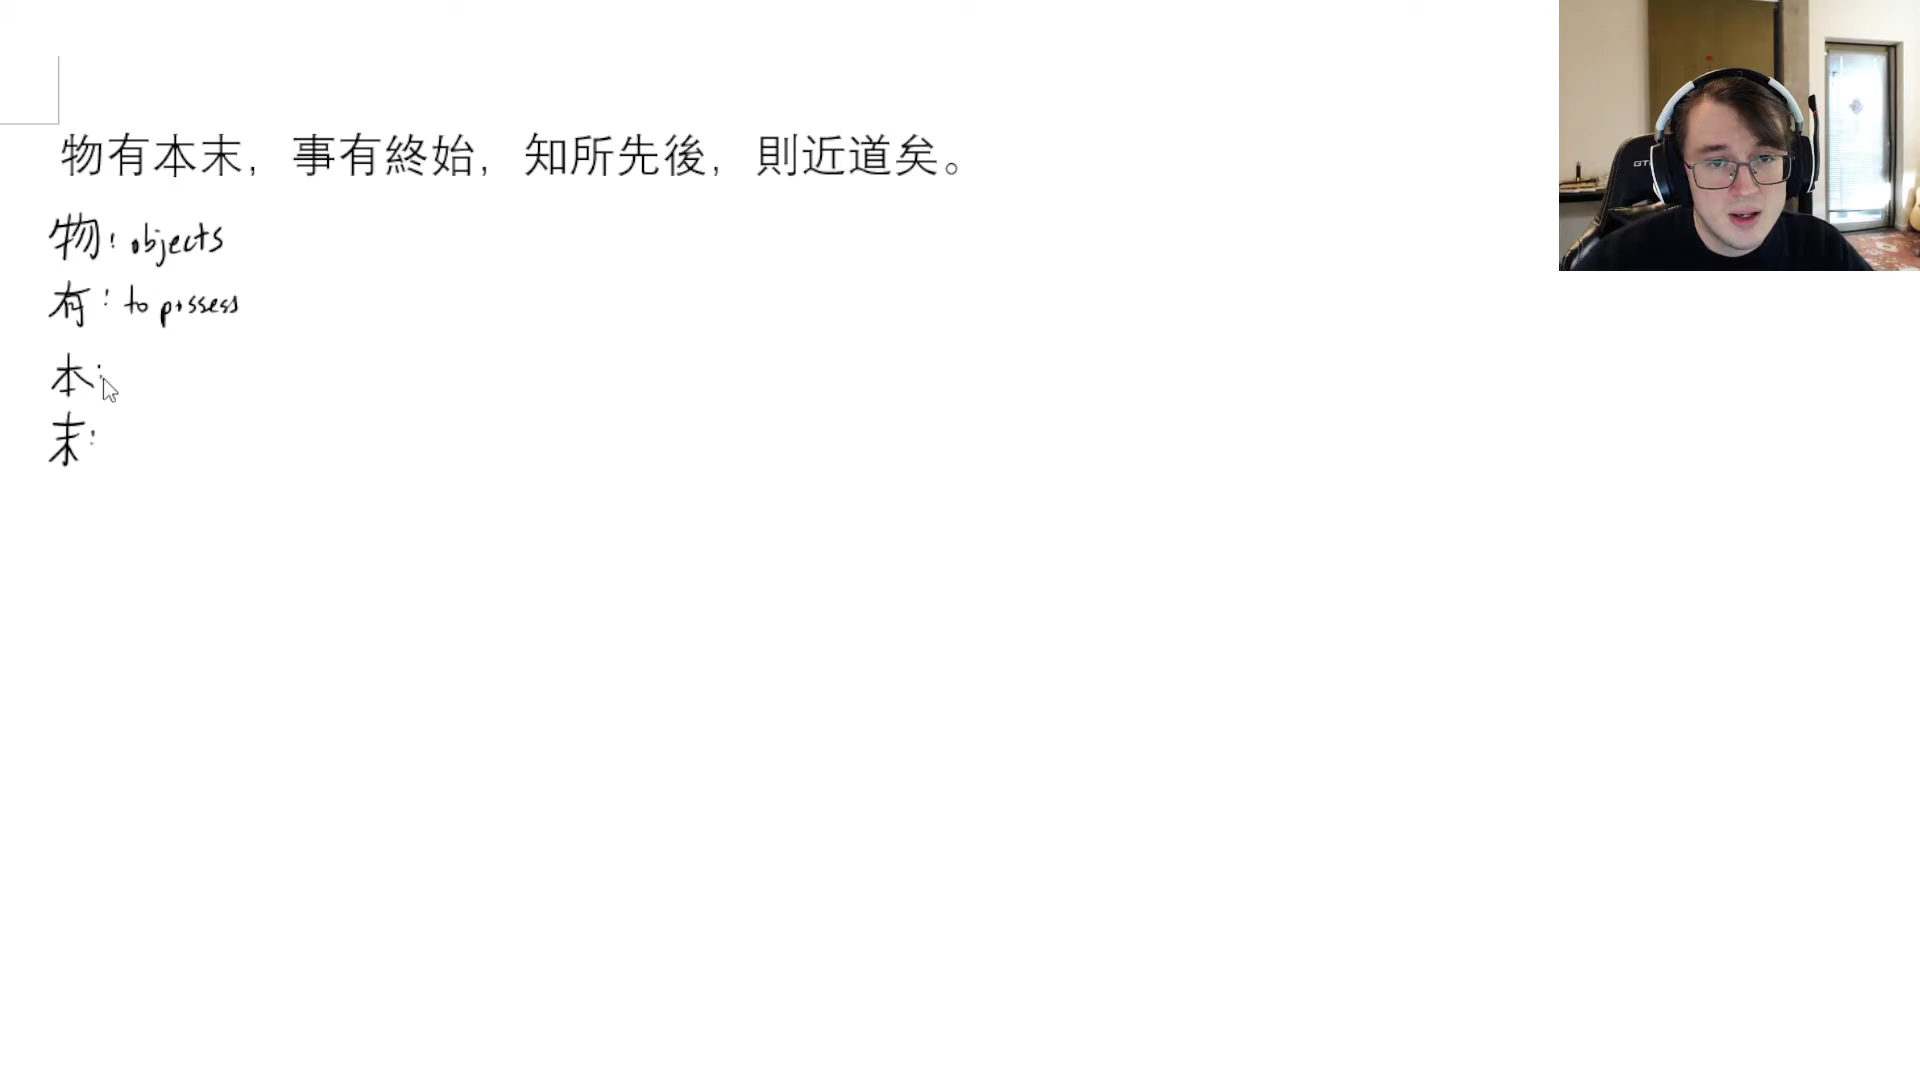 物有本末，事有終始，知所先後，則近道矣。
物: objects
有: to possess
本:
末:
GT